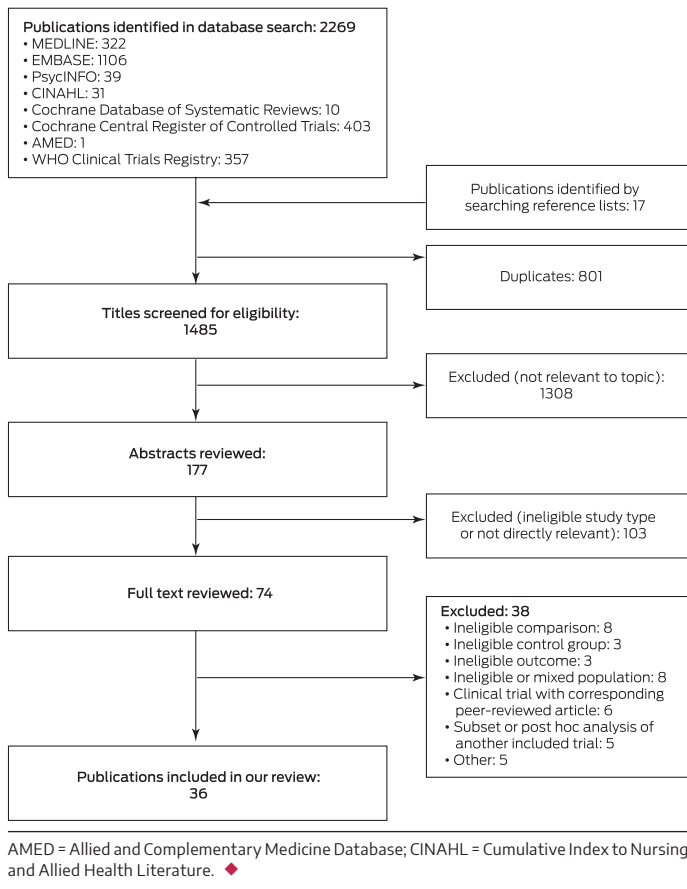 Publications identified in database search: 2269
• MEDLINE: 322
• EMBASE: 1106
• PsycINFO: 39
• CINAHL: 31
• Cochrane Database of Systematic Reviews: 10
• Cochrane Central Register of Controlled Trials: 403
• AMED: 1
• WHO Clinical Trials Registry: 357
Publications identified by
searching reference lists: 17
Duplicates: 801
Titles screened for eligibility:
1485
Excluded (not relevant to topic):
1308
Abstracts reviewed:
177
Excluded (ineligible study type
or not directly relevant): 103
Full text reviewed: 74
Excluded: 38
• Ineligible comparison: 8
• Ineligible control group: 3
• Ineligible outcome: 3
• Ineligible or mixed population: 8
• Clinical trial with corresponding
peer-reviewed article: 6
• Subset or post hoc analysis of
another included trial: 5
• Other: 5
Publications included in our review:
36
AMED = Allied and Complementary Medicine Database; CINAHL = Cumulative Index to Nursing
and Allied Health Literature.